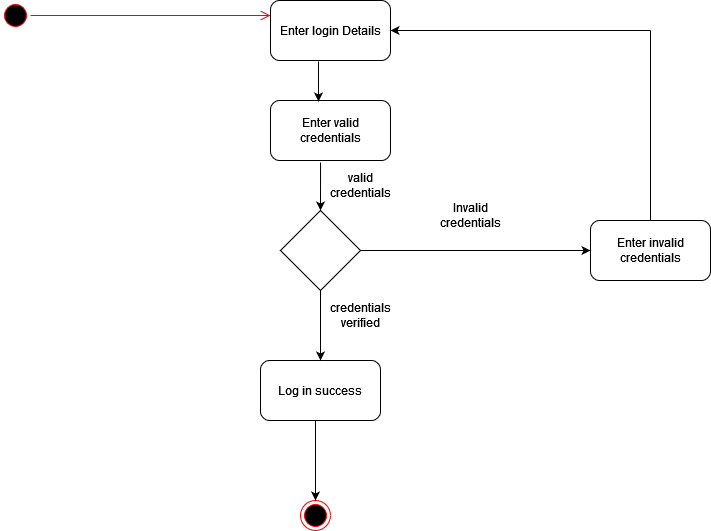 Enter login Details
Enter valid
credentials
valid
credentials
Invalid
credentials
Enter invalid
credentials
credentials
verified
Log in success